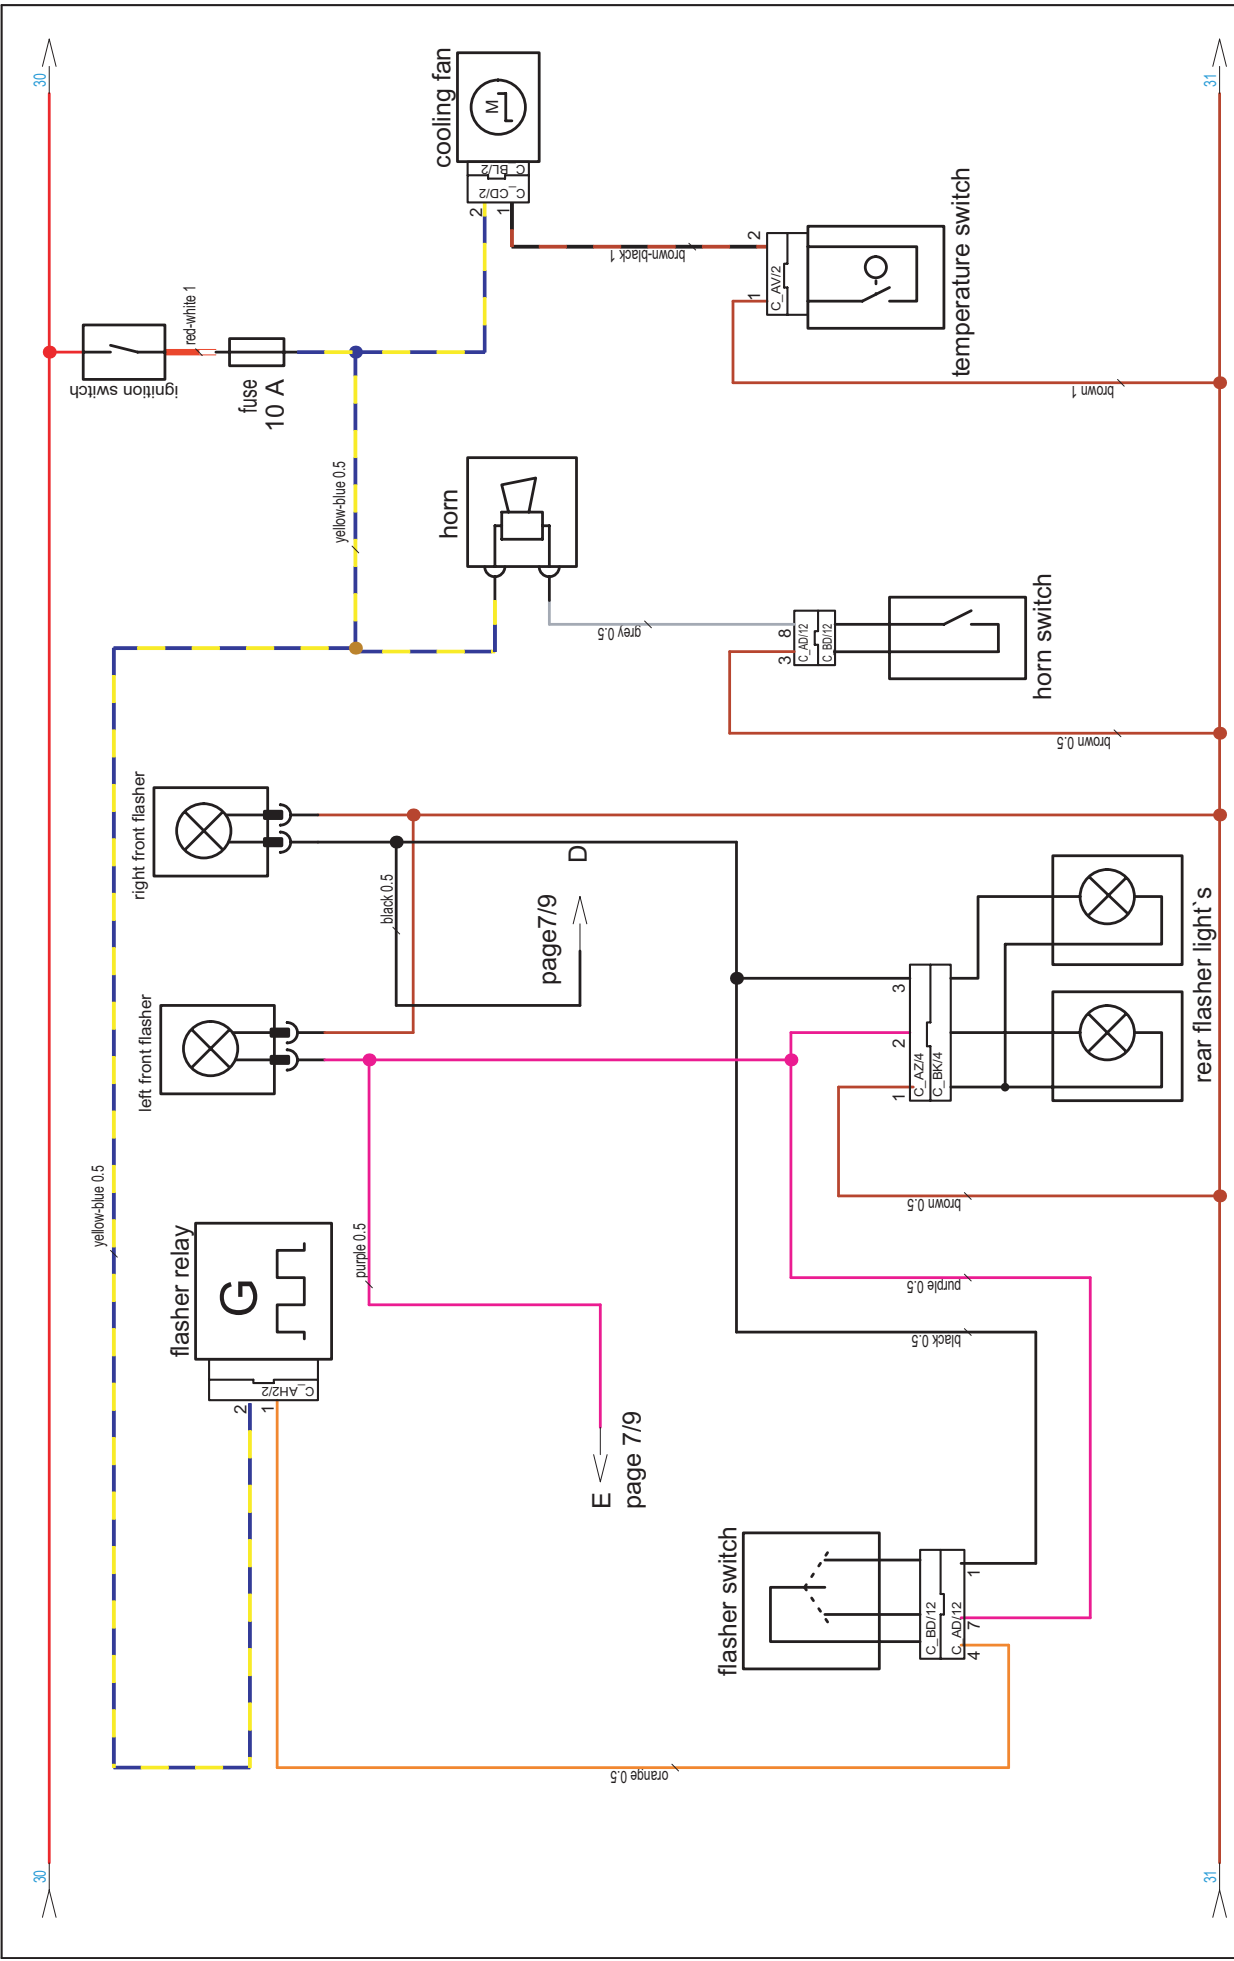 30
31
30
31
ignition switch
red-white 1
fuse
10 A
yellow-blue 0.5
cooling fan
M
C_BL/2
C_CD/2
2
1
brown-black 1
2
1
C_AV/2
temperature switch
brown 1
horn
grey 0.5
8
3
C_AD/12
C_BD/12
horn switch
brown 0.5
right front flasher
black 0.5
D
page7/9
left front flasher
yellow-blue 0.5
flasher relay
G
C_AH2/2
2
1
purple 0.5
E
page 7/9
3
2
1
C_AZ/4
C_BK/4
rear flasher light`s
brown 0.5
purple 0.5
black 0.5
flasher switch
C_BD/12
C_AD/12
1
7
4
orange 0.5